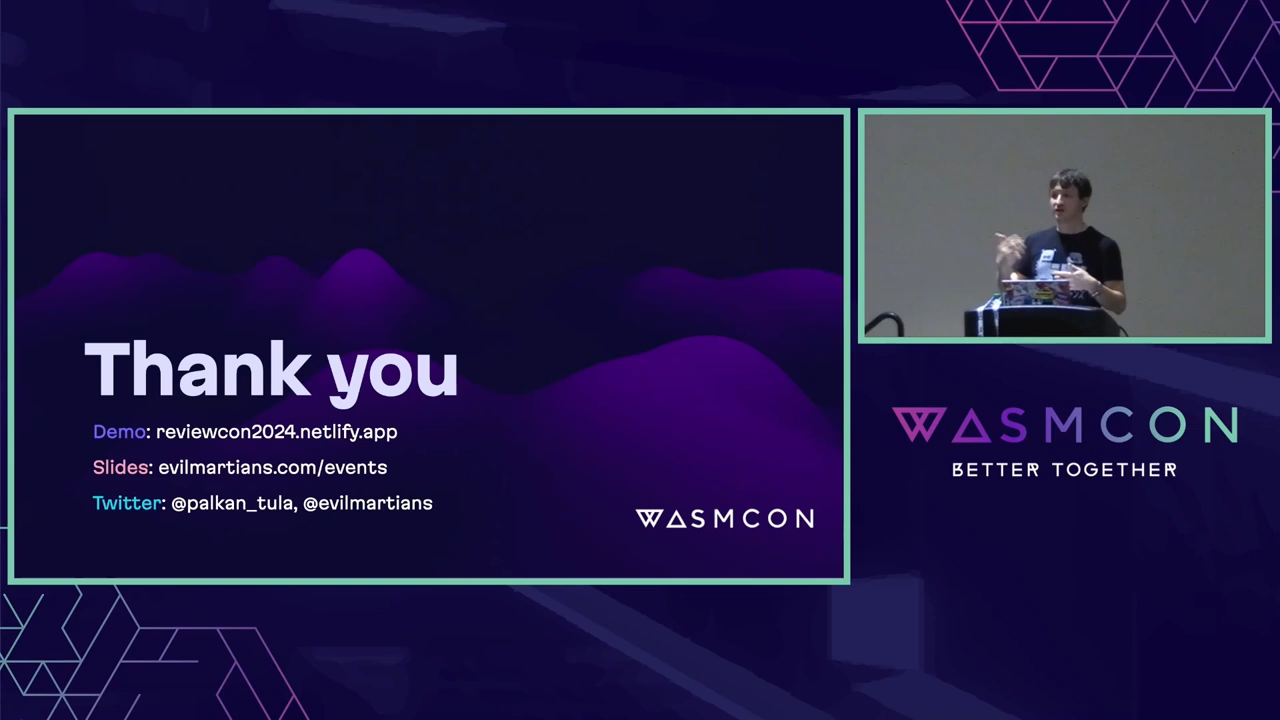 Thank you
Demo: reviewcon2024.netlify.app
Slides: evilmartians.com/events
Twitter: @palkan_tula, @evilmartians
WASMCON
WASMCON
BETTER TOGETHER